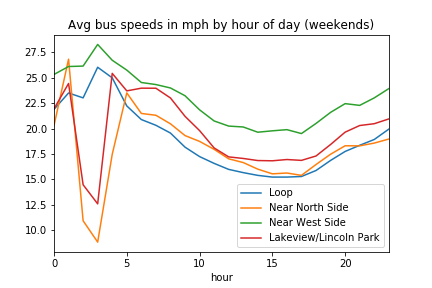 Avg bus speeds in mph by hour of day (weekends)
27.5
25.0
22.5
20.0
17.5
15.0
12.5
10.0
Loop
Near North Side
Near West Side
Lakeview/Lincoln Park
0 5 10 15 20
hour